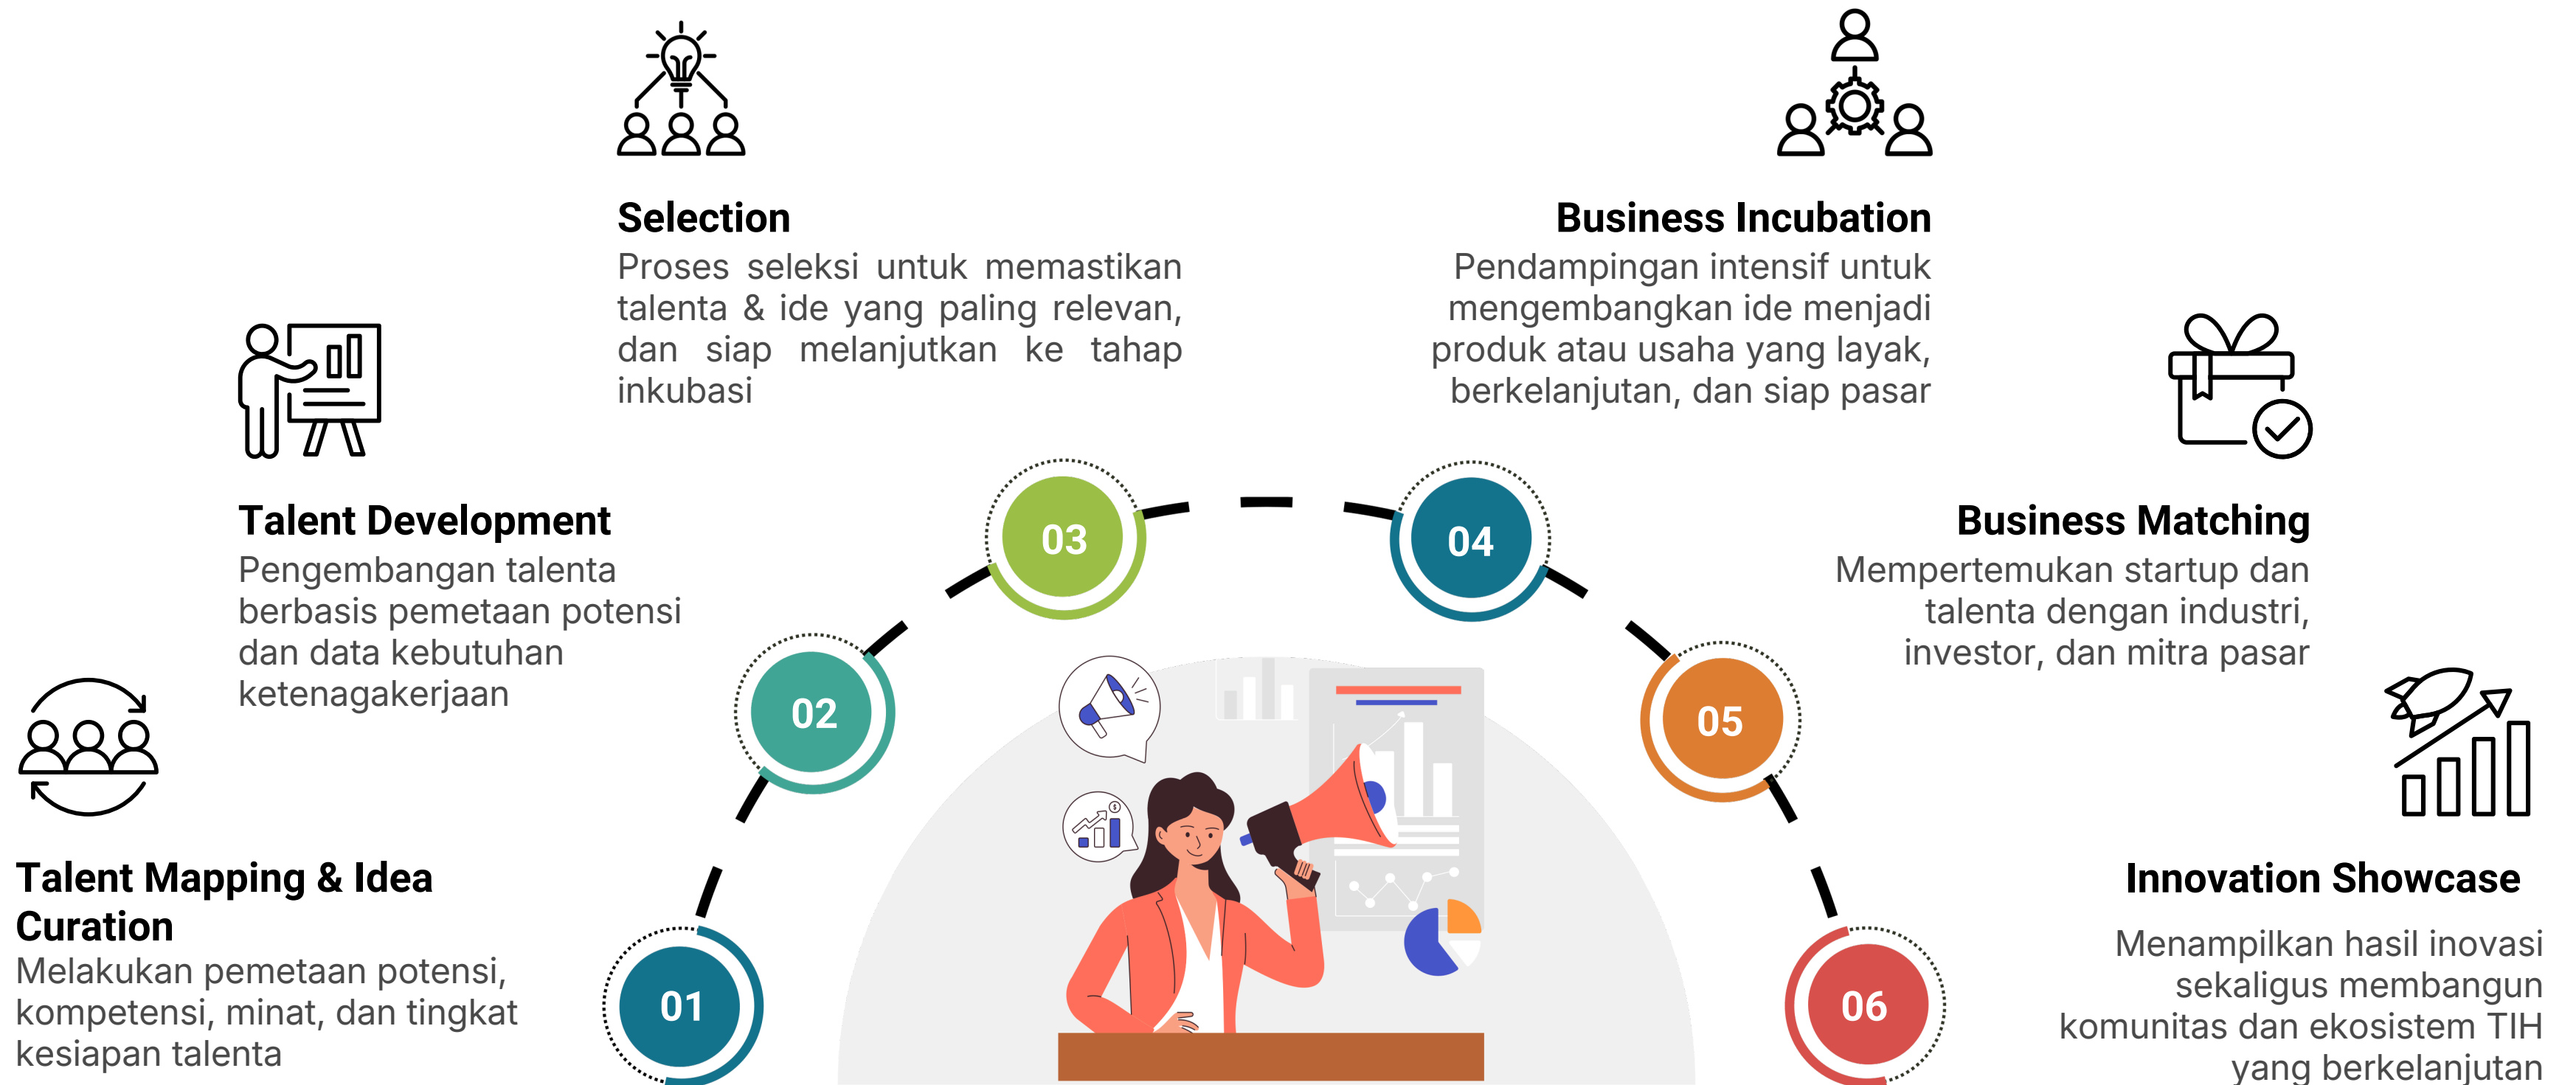 Talent Mapping & Idea
Curation
Melakukan pemetaan potensi,
kompetensi, minat, dan tingkat
kesiapan talenta
01
Talent Development
Pengembangan talenta
berbasis pemetaan potensi
dan data kebutuhan
ketenagakerjaan
02
Selection
Proses seleksi untuk memastikan
talenta & ide yang paling relevan,
dan siap melanjutkan ke tahap
inkubasi
03
Business Incubation
Pendampingan intensif untuk
mengembangkan ide menjadi
produk atau usaha yang layak,
berkelanjutan, dan siap pasar
04
Business Matching
Mempertemukan startup dan
talenta dengan industri,
investor, dan mitra pasar
05
Innovation Showcase
Menampilkan hasil inovasi
sekaligus membangun
komunitas dan ekosistem TIH
yang berkelanjutan
06
$